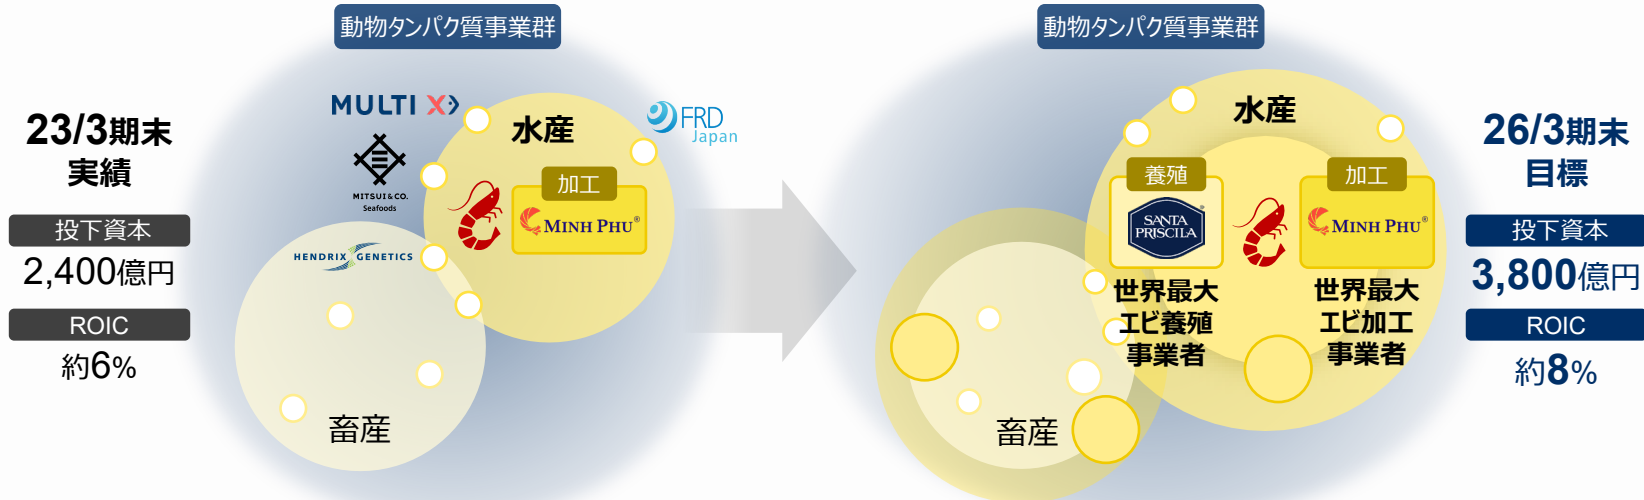 動物タンパク質事業群
23/3期末
実績
投下資本
2,400億円
ROIC
約6%
MULTI X
MITSUI & CO.
Seafoods
HENDRIX GENETICS
水産
FRD
Japan
加工
MINH PHU®
畜産
動物タンパク質事業群
水産
養殖
SANTA
PRISCILA®
世界最大
エビ養殖
事業者
加工
MINH PHU®
世界最大
エビ加工
事業者
畜産
26/3期末
目標
投下資本
3,800億円
ROIC
約8%